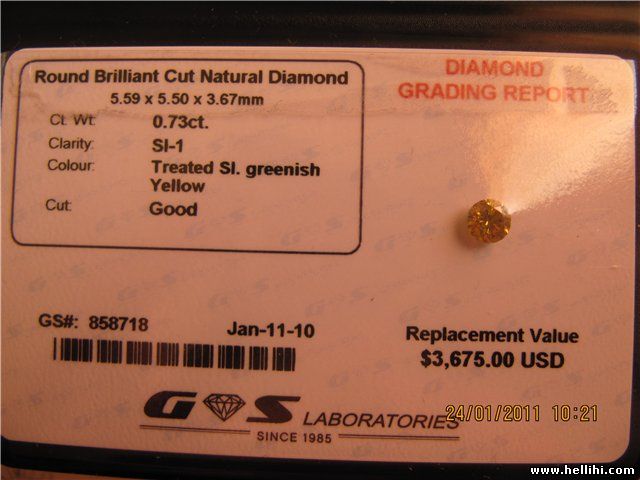 Round Brilliant Cut Natural Diamond
5.59 x 5.50 x 3.67mm
Ct. Wt: 0.73ct.
Clarity: SI-1
Colour: Treated Sl. greenish
Yellow
Cut: Good
DIAMOND
GRADING REPORT
GS#: 858718
Jan-11-10
Replacement Value
$3,675.00 USD
G S LABORATORIES
SINCE 1985
24/01/2011 10:21
www.hellihi.com